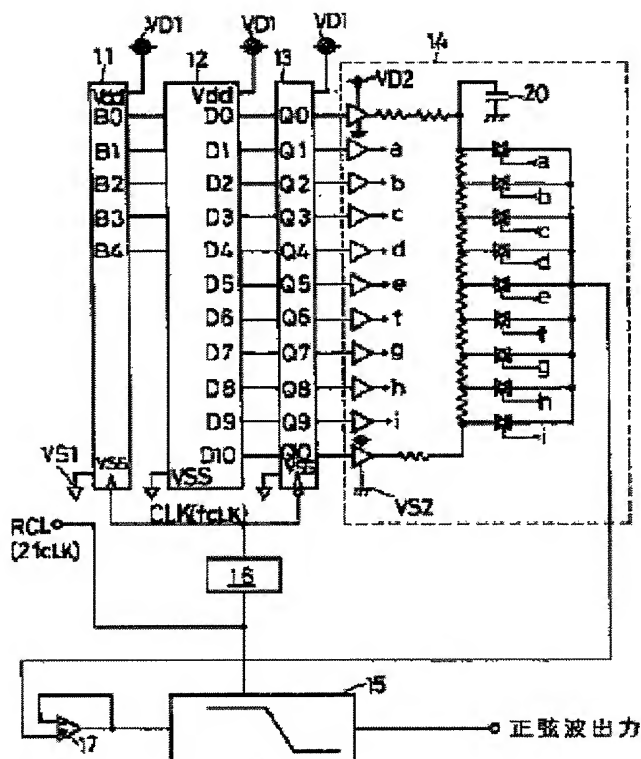 VD1 VD1 VD1
11 12 13 14
Vdd Vdd VD2
B0 D0 Q0 20
B1 D1 Q1 a a
B2 D2 Q2 b b
B3 D3 Q3 c c
B4 D4 Q4 d d
D5 Q5 e e
D6 Q6 f f
D7 Q7 g g
D8 Q8 h h
D9 Q9 i i
D10
VS1 VSS VSS VSS VS2
CLK(fCLK)
RCL
(2fCLK)
16
15
17
正弦波出力